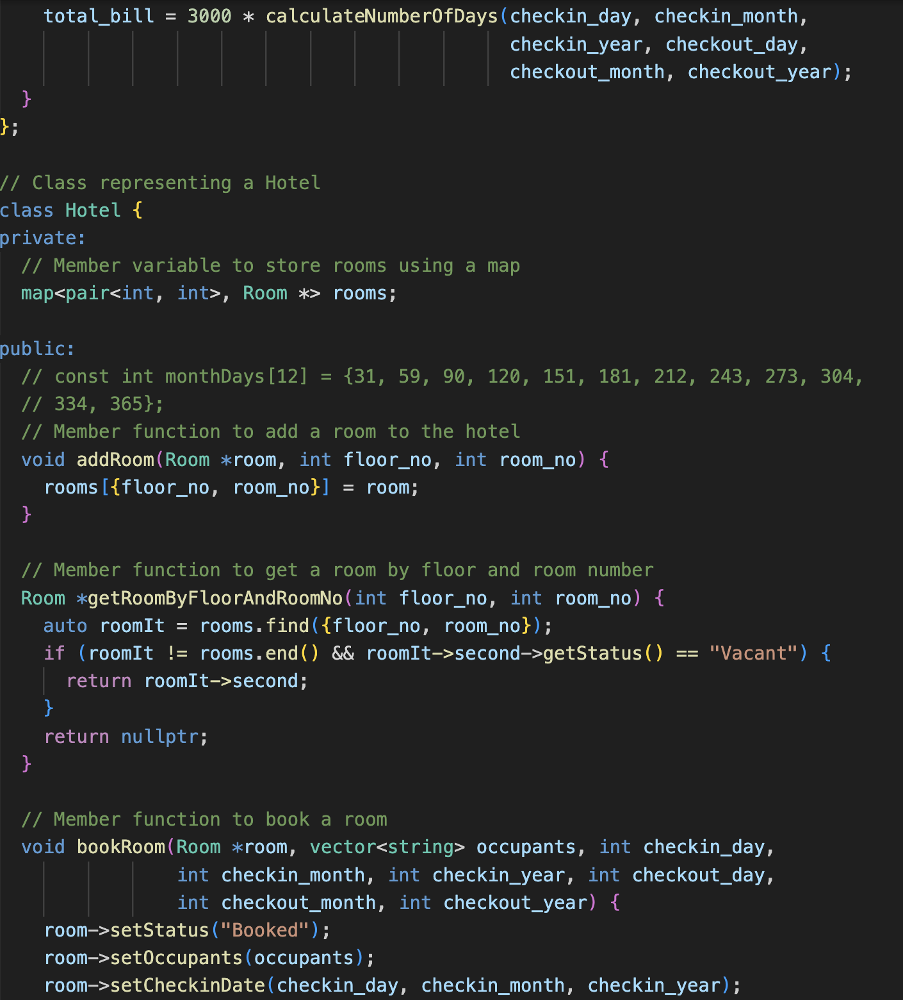 total_bill = 3000 * calculateNumberOfDays(checkin_day, checkin_month,
checkin_year, checkout_day,
checkout_month, checkout_year);
}
};
// Class representing a Hotel
class Hotel {
private:
// Member variable to store rooms using a map
map<pair<int, int>, Room *> rooms;
public:
// const int monthDays[12] = {31, 59, 90, 120, 151, 181, 212, 243, 273, 304,
// 334, 365};
// Member function to add a room to the hotel
void addRoom(Room *room, int floor_no, int room_no) {
rooms[{floor_no, room_no}] = room;
}
// Member function to get a room by floor and room number
Room *getRoomByFloorAndRoomNo(int floor_no, int room_no) {
auto roomIt = rooms.find({floor_no, room_no});
if (roomIt != rooms.end() && roomIt->second->getStatus() == "Vacant") {
return roomIt->second;
}
return nullptr;
}
// Member function to book a room
void bookRoom(Room *room, vector<string> occupants, int checkin_day,
int checkin_month, int checkin_year, int checkout_day,
int checkout_month, int checkout_year) {
room->setStatus("Booked");
room->setOccupants(occupants);
room->setCheckinDate(checkin_day, checkin_month, checkin_year);